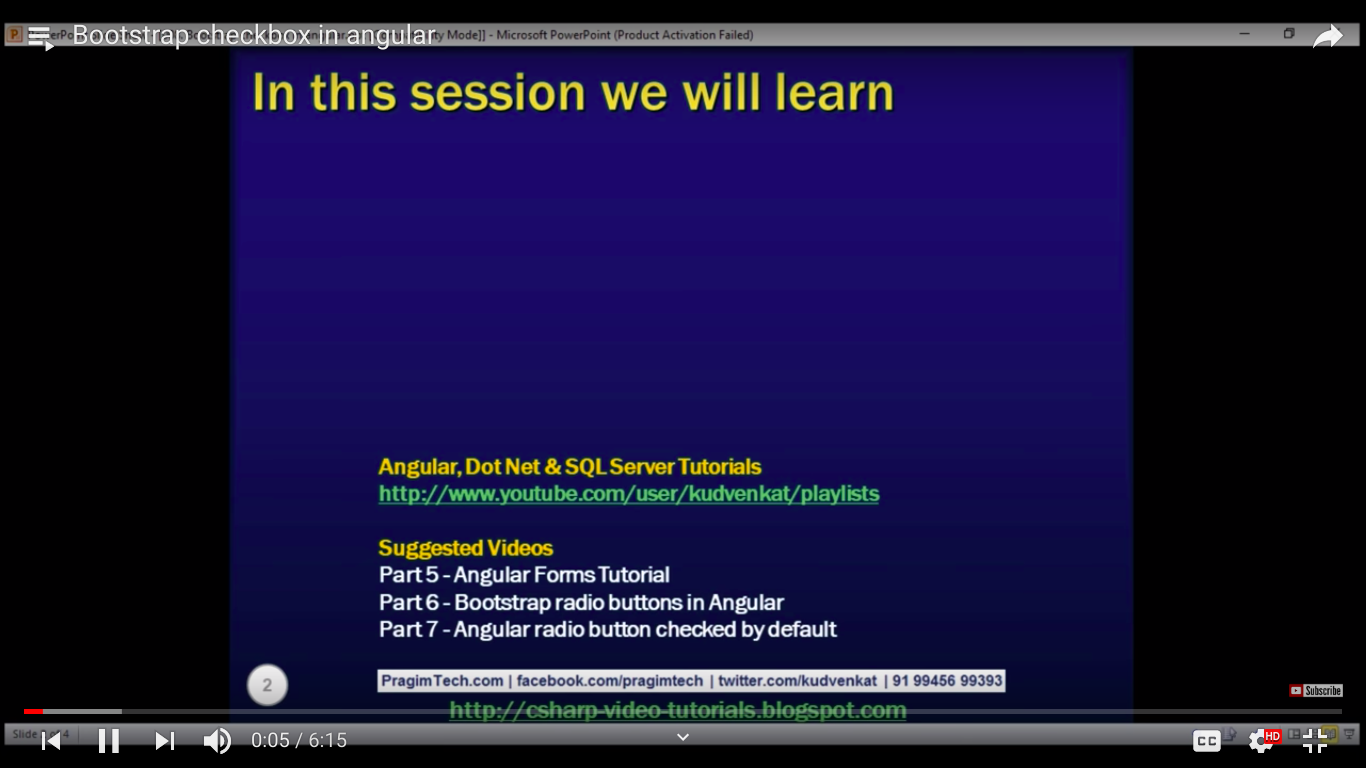 Bootstrap checkbox in angular
Mode]] - Microsoft PowerPoint (Product Activation Failed)
In this session we will learn
Angular, Dot Net & SQL Server Tutorials
http://www.youtube.com/user/kudvenkat/playlists
Suggested Videos
Part 5 - Angular Forms Tutorial
Part 6 - Bootstrap radio buttons in Angular
Part 7 - Angular radio button checked by default
2
PragimTech.com | facebook.com/pragimtech | twitter.com/kudvenkat | 91 99456 99393
Subscribe
http://csharp-video-tutorials.blogspot.com
Slide 4
0:05 / 6:15
CC
HD